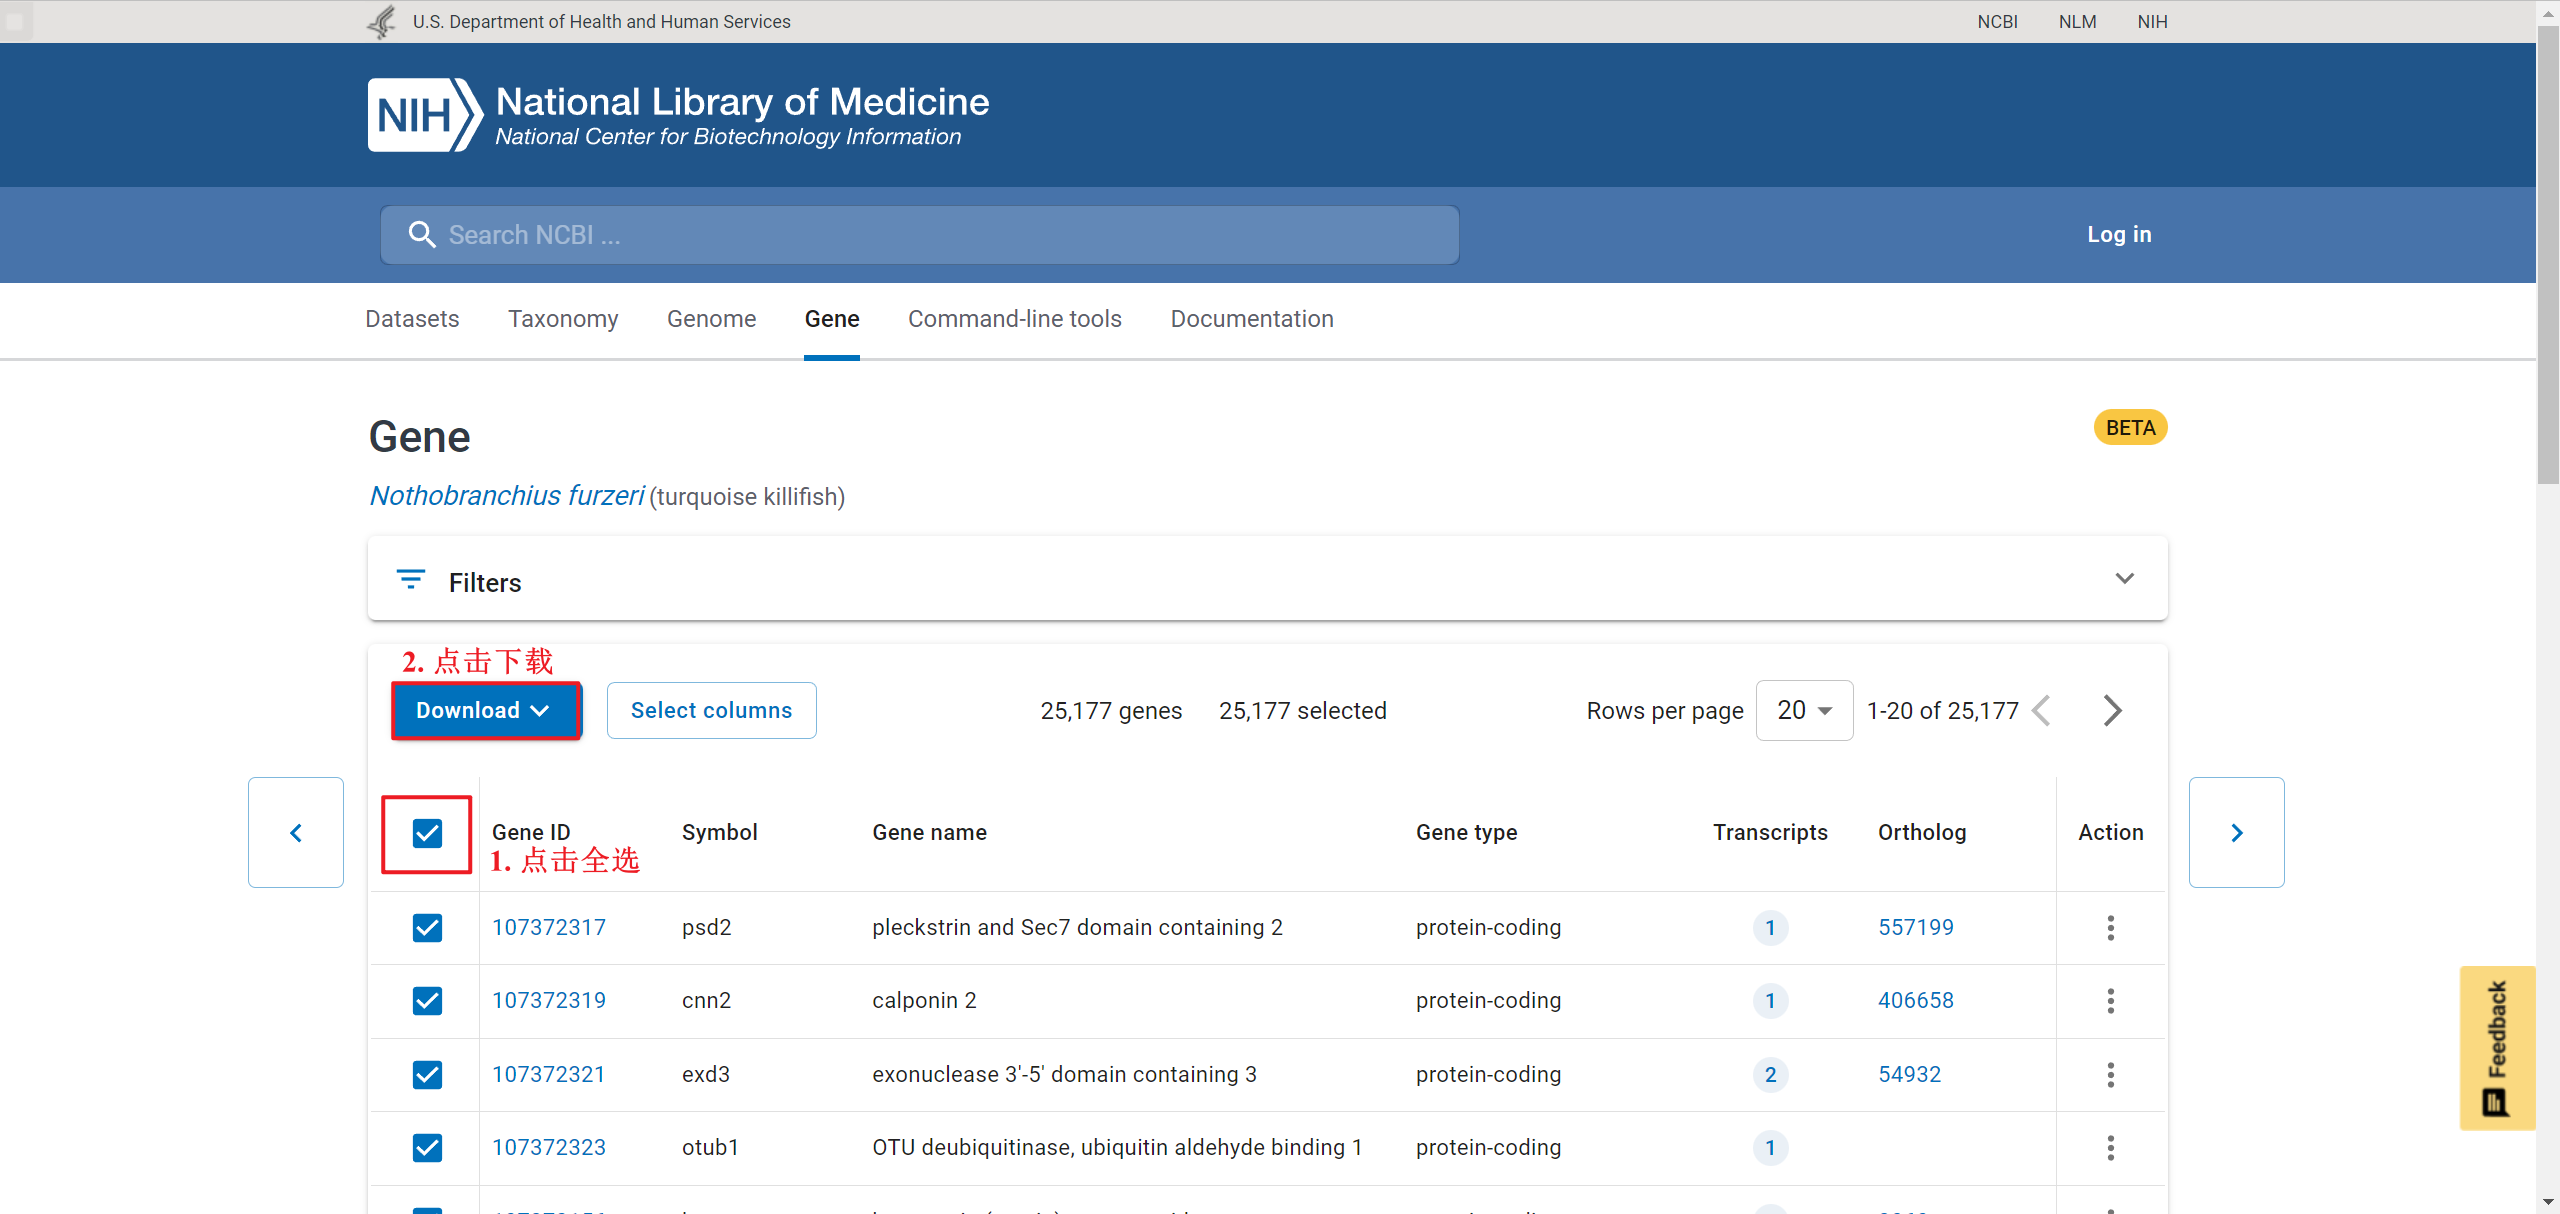 U.S. Department of Health and Human Services NCBI NLM NIH
NIH National Library of Medicine
National Center for Biotechnology Information
Search NCBI ... Log in
Datasets Taxonomy Genome Gene Command-line tools Documentation
Gene BETA
Nothobranchius furzeri (turquoise killifish)
Filters
2. 点击下载
Download Select columns 25,177 genes 25,177 selected Rows per page 20 1-20 of 25,177
Gene ID Symbol Gene name Gene type Transcripts Ortholog Action
1. 点击全选
107372317 psd2 pleckstrin and Sec7 domain containing 2 protein-coding 1 557199
107372319 cnn2 calponin 2 protein-coding 1 406658
107372321 exd3 exonuclease 3'-5' domain containing 3 protein-coding 2 54932
107372323 otub1 OTU deubiquitinase, ubiquitin aldehyde binding 1 protein-coding 1
Feedback